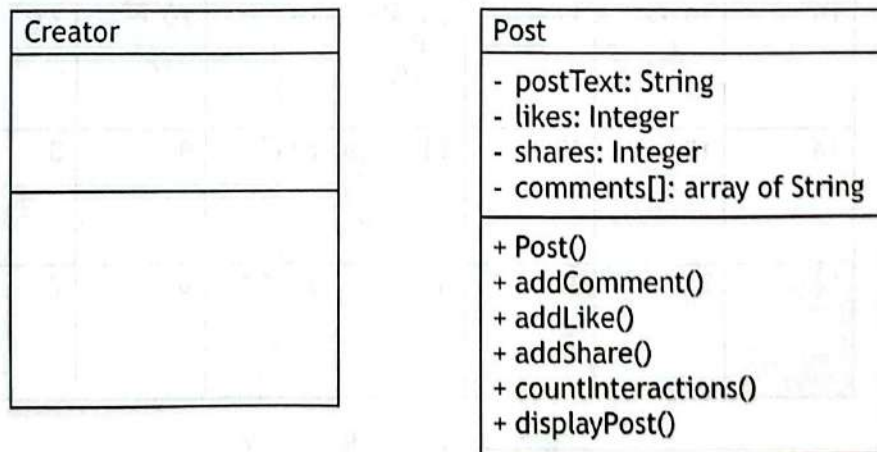 Creator
Post
- postText: String
- likes: Integer
- shares: Integer
- comments[]: array of String
+ Post()
+ addComment()
+ addLike()
+ addShare()
+ countInteractions()
+ displayPost()